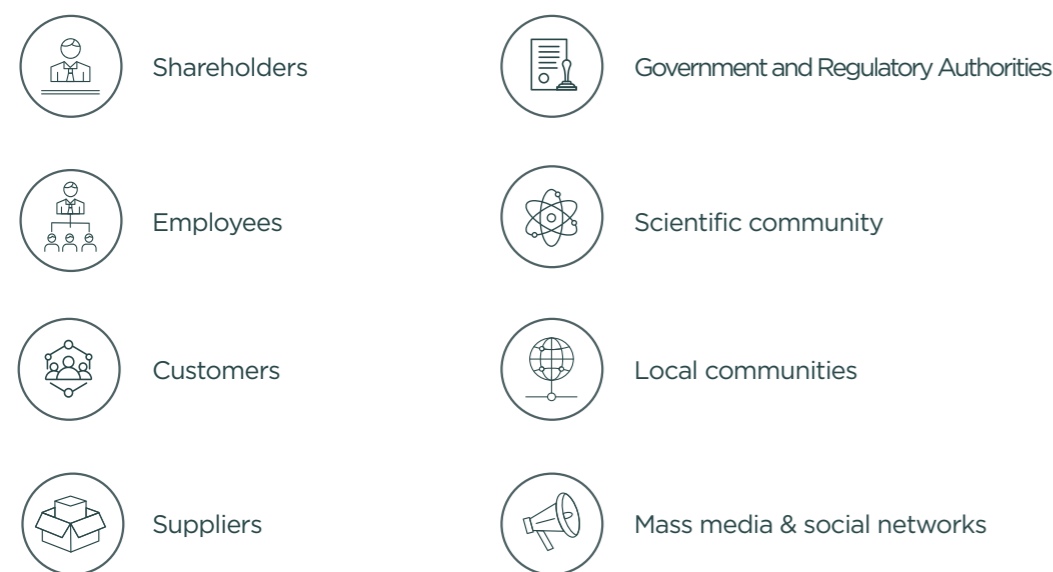 Shareholders
Government and Regulatory Authorities
Employees
Scientific community
Customers
Local communities
Suppliers
Mass media & social networks